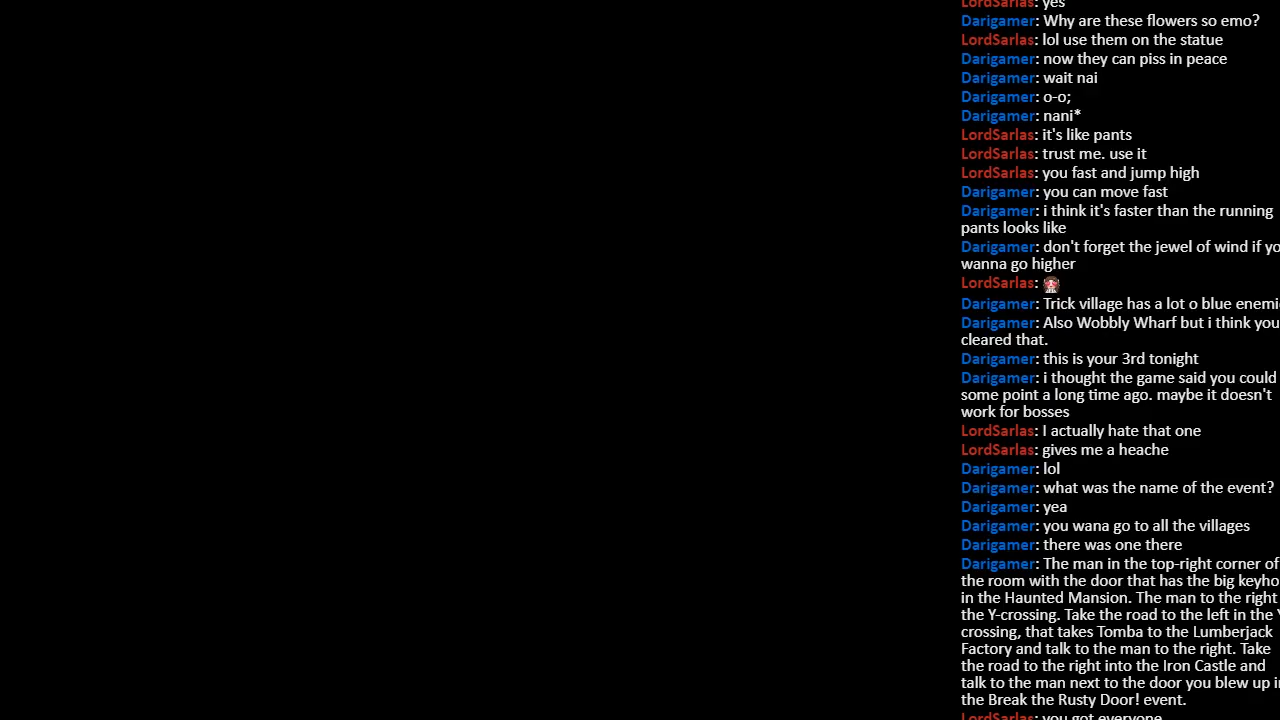 LordSarlas: yes
Darigamer: Why are these flowers so emo?
LordSarlas: lol use them on the statue
Darigamer: now they can piss in peace
Darigamer: wait nai
Darigamer: o-o;
Darigamer: nani*
LordSarlas: it's like pants
LordSarlas: trust me. use it
LordSarlas: you fast and jump high
Darigamer: you can move fast
Darigamer: i think it's faster than the running
pants looks like
Darigamer: don't forget the jewel of wind if yo
wanna go higher
LordSarlas:
Darigamer: Trick village has a lot o blue enemi
Darigamer: Also Wobbly Wharf but i think you
cleared that.
Darigamer: this is your 3rd tonight
Darigamer: i thought the game said you could
some point a long time ago. maybe it doesn't
work for bosses
LordSarlas: I actually hate that one
LordSarlas: gives me a heache
Darigamer: lol
Darigamer: what was the name of the event?
Darigamer: yea
Darigamer: you wana go to all the villages
Darigamer: there was one there
Darigamer: The man in the top-right corner of
the room with the door that has the big keyho
in the Haunted Mansion. The man to the right
the Y-crossing. Take the road to the left in the Y
crossing, that takes Tomba to the Lumberjack
Factory and talk to the man to the right. Take
the road to the right into the Iron Castle and
talk to the man next to the door you blew up i
the Break the Rusty Door! event.
LordSarlas: you got everyone